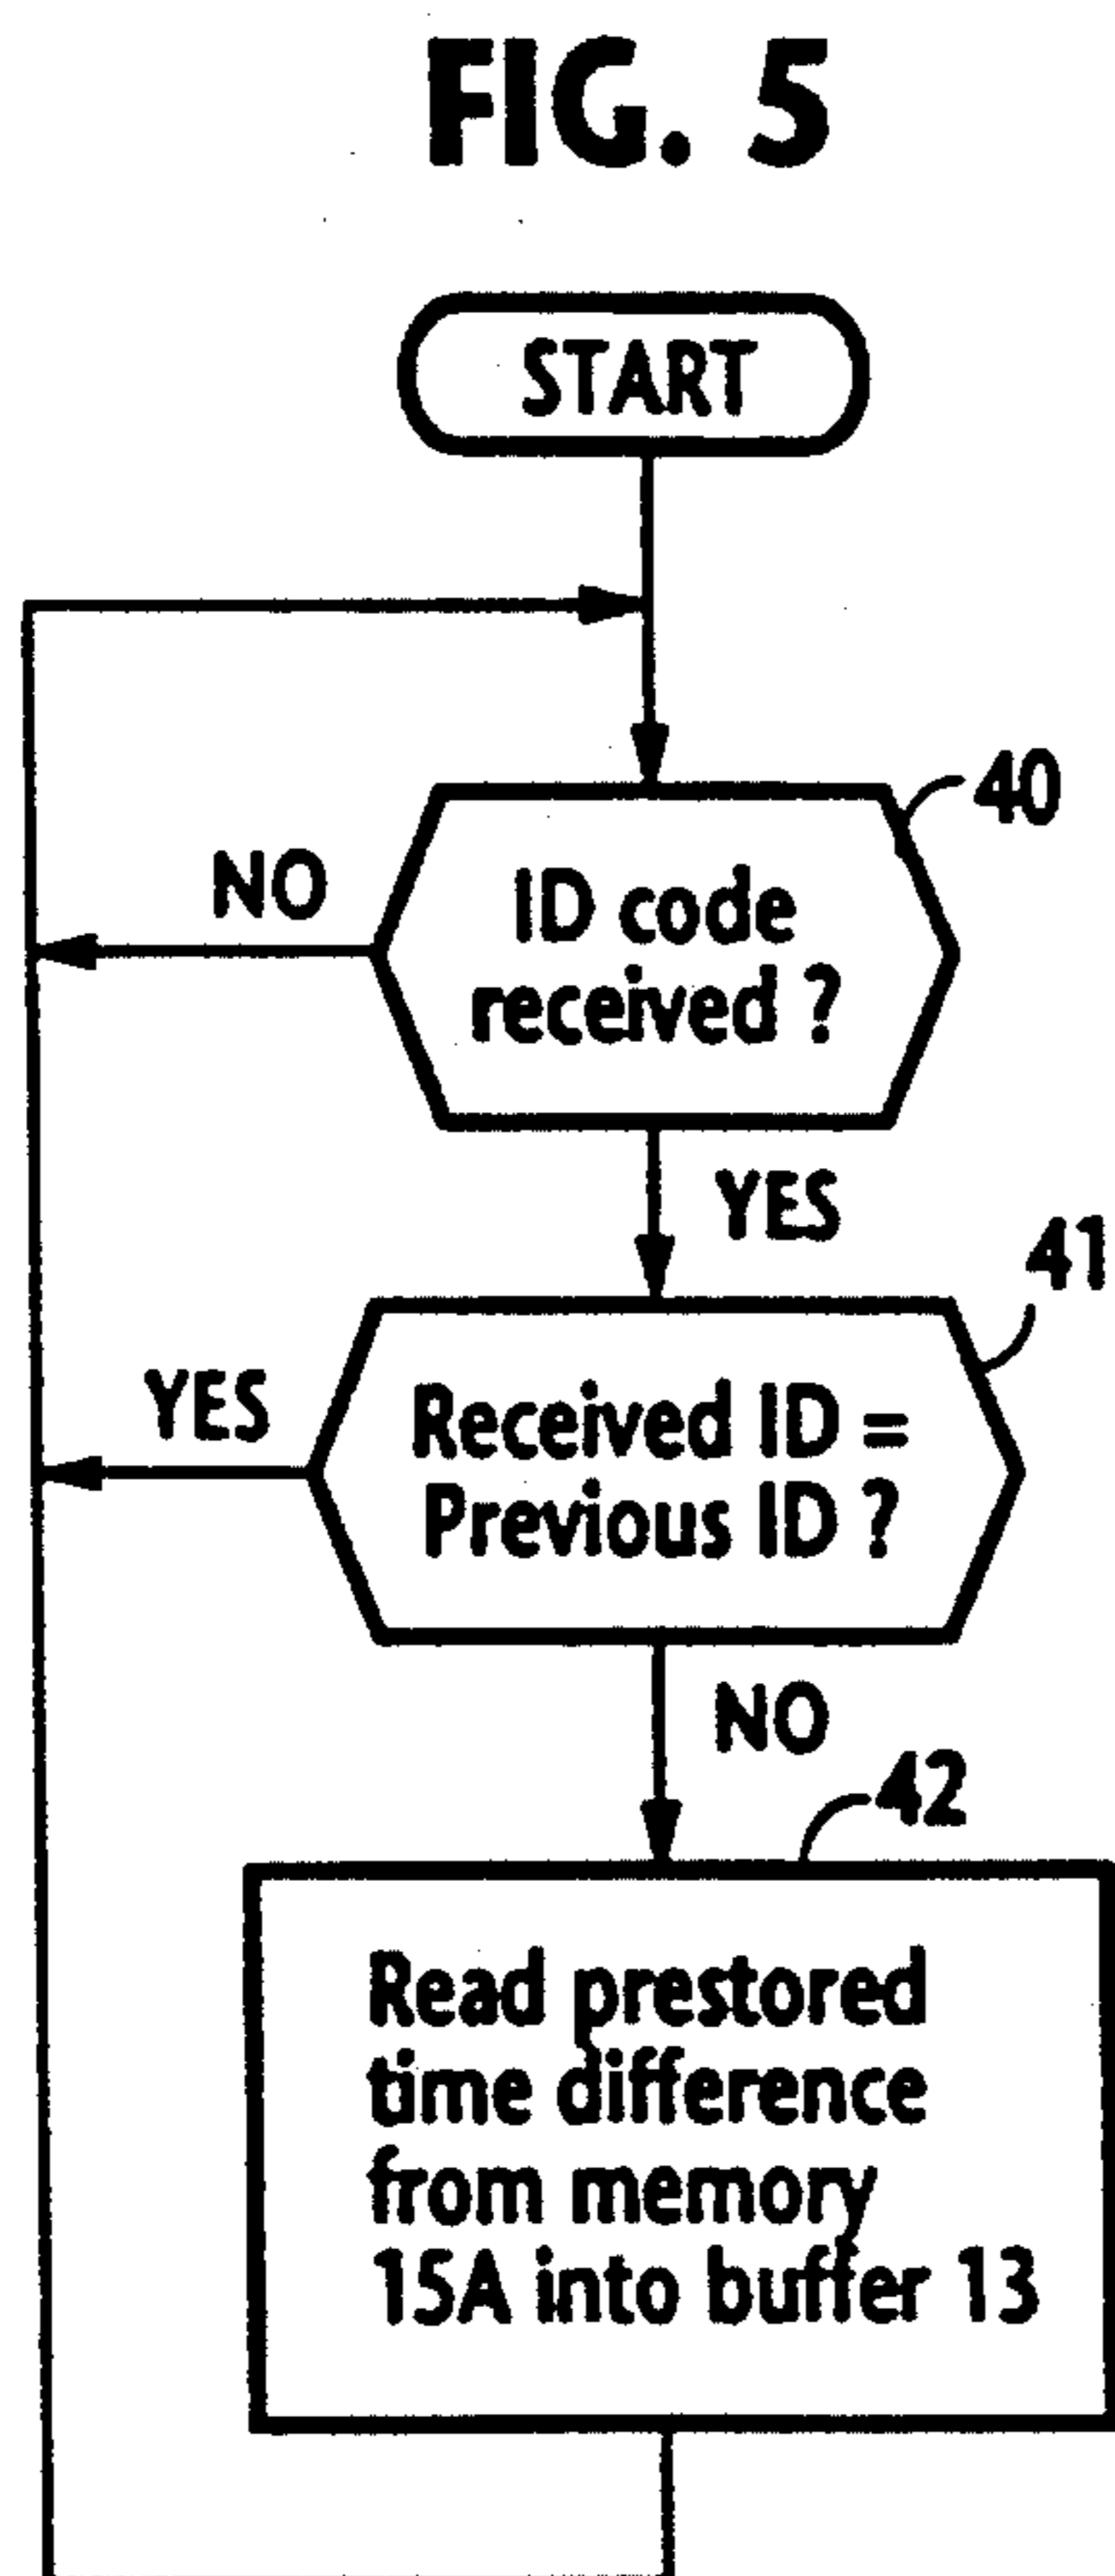 FIG. 5
START
40
NO
ID code
received ?
YES
41
YES
Received ID =
Previous ID ?
NO
42
Read prestored
time difference
from memory
15A into buffer 13